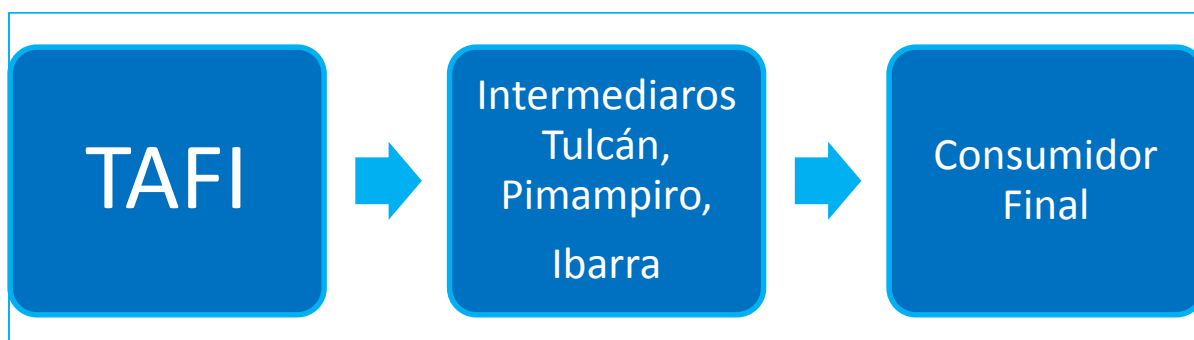 TAFI
Intermediaros
Tulcán,
Pimampiro,
Ibarra
Consumidor
Final